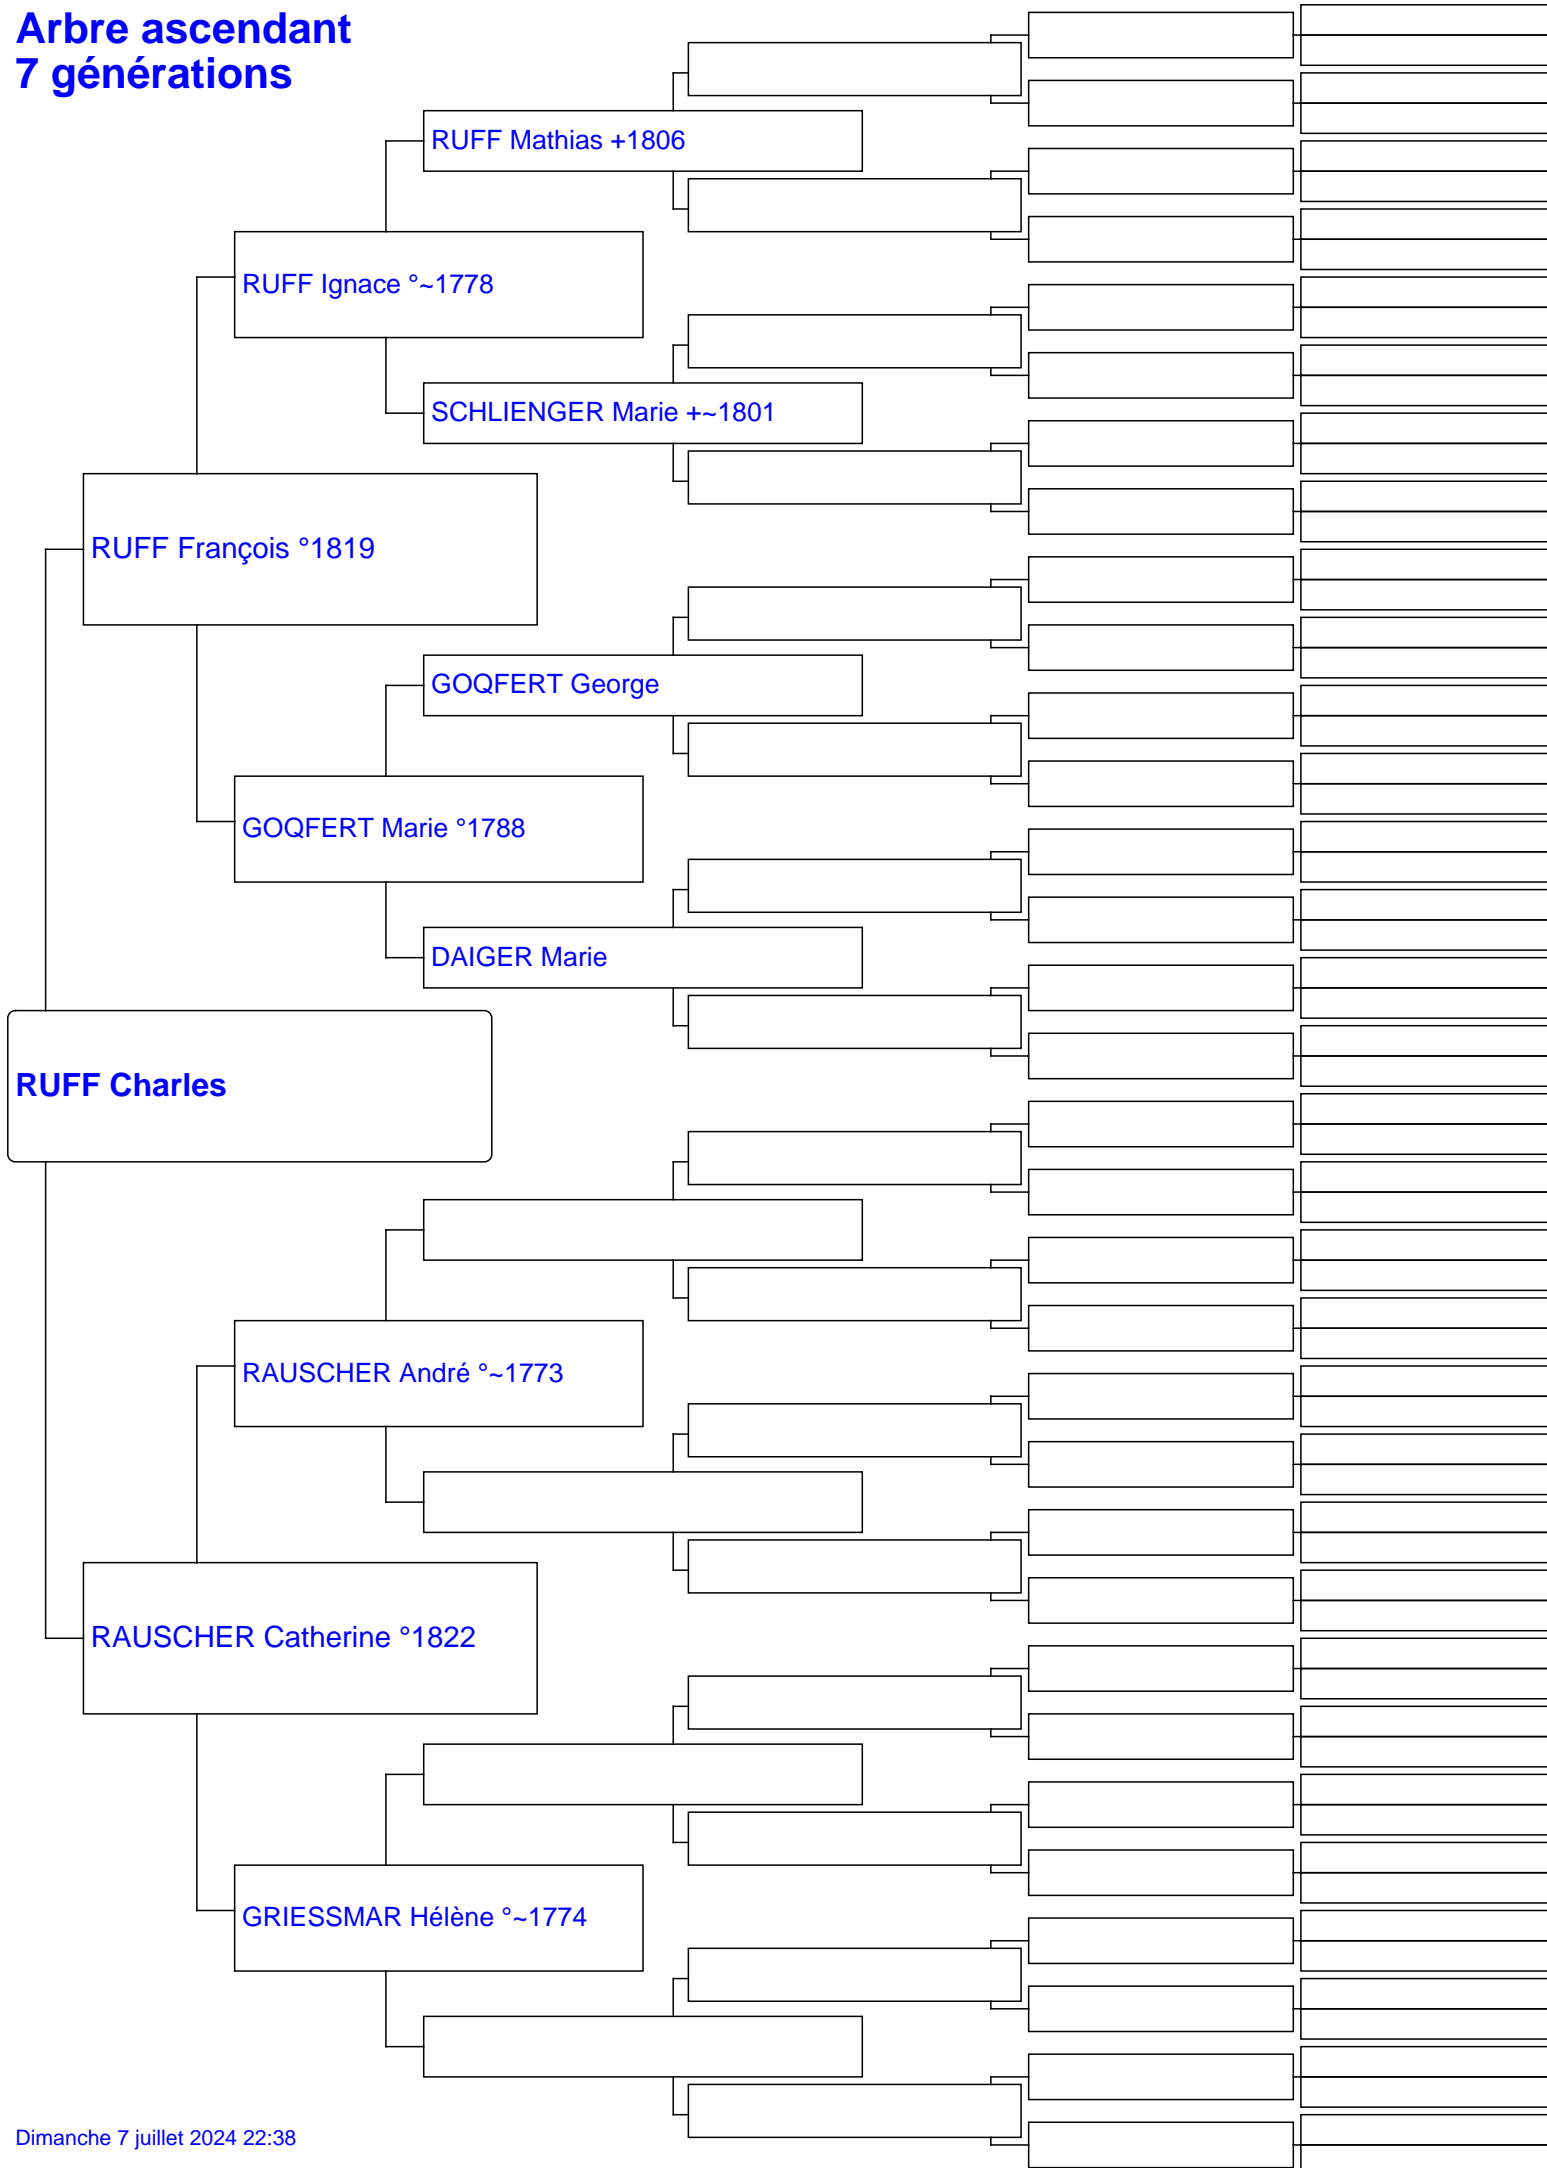 Arbre ascendant
7 générations
RUFF Mathias +1806
RUFF Ignace °~1778
SCHLIENGER Marie +~1801
RUFF François °1819
GOQFERT George
GOQFERT Marie °1788
DAIGER Marie
RUFF Charles
RAUSCHER André °~1773
RAUSCHER Catherine °1822
GRIESSMAR Hélène °~1774
Dimanche 7 juillet 2024 22:38